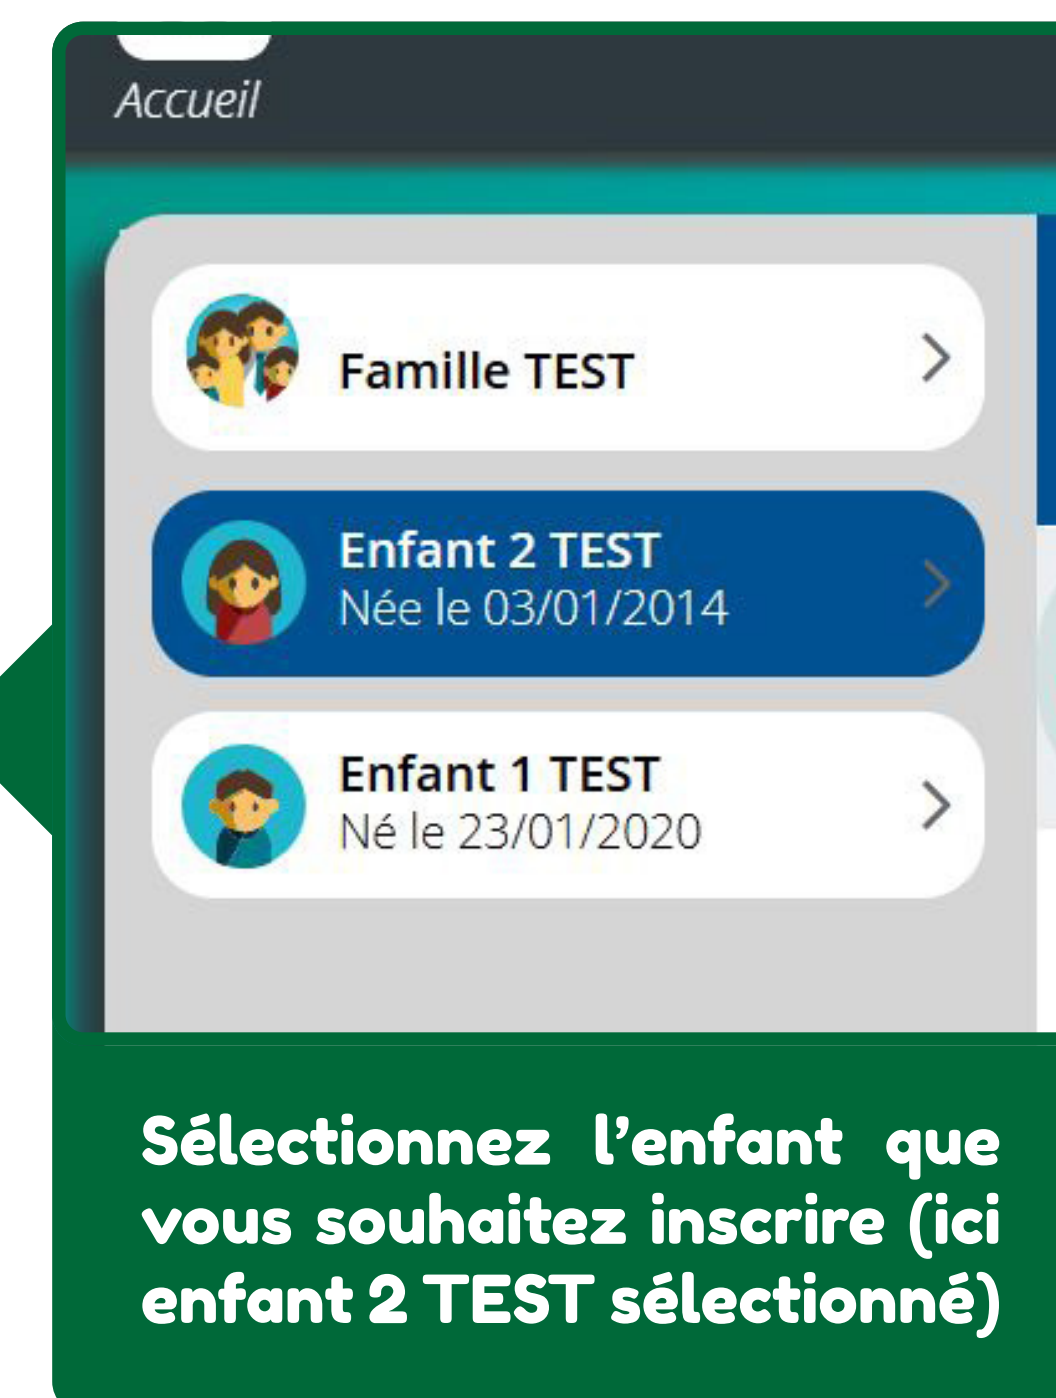 Accueil
Famille TEST
Enfant 2 TEST
Née le 03/01/2014
Enfant 1 TEST
Né le 23/01/2020
Sélectionnez l’enfant que
vous souhaitez inscrire (ici
enfant 2 TEST sélectionné)